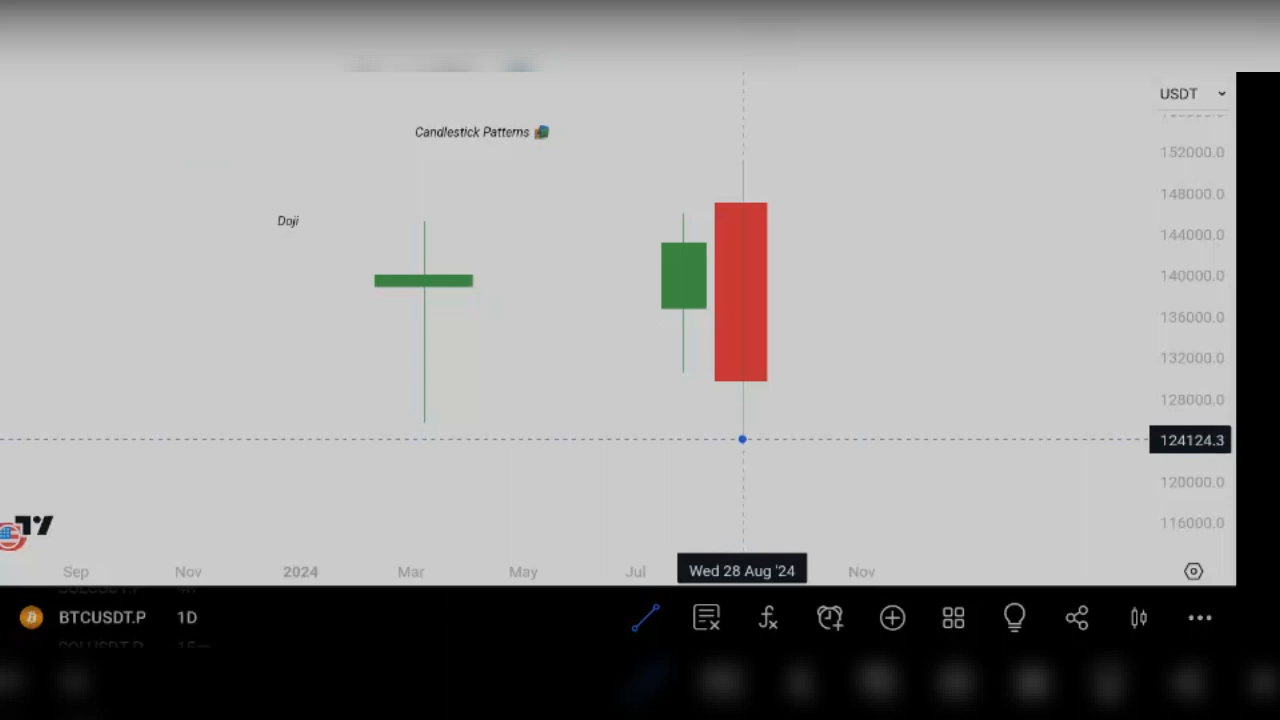 USDT
Candlestick Patterns
152000.0
148000.0
Doji
144000.0
140000.0
136000.0
132000.0
128000.0
124124.3
120000.0
116000.0
Sep Nov 2024 Mar May Jul Wed 28 Aug '24 Nov
BTCUSDT.P 1D